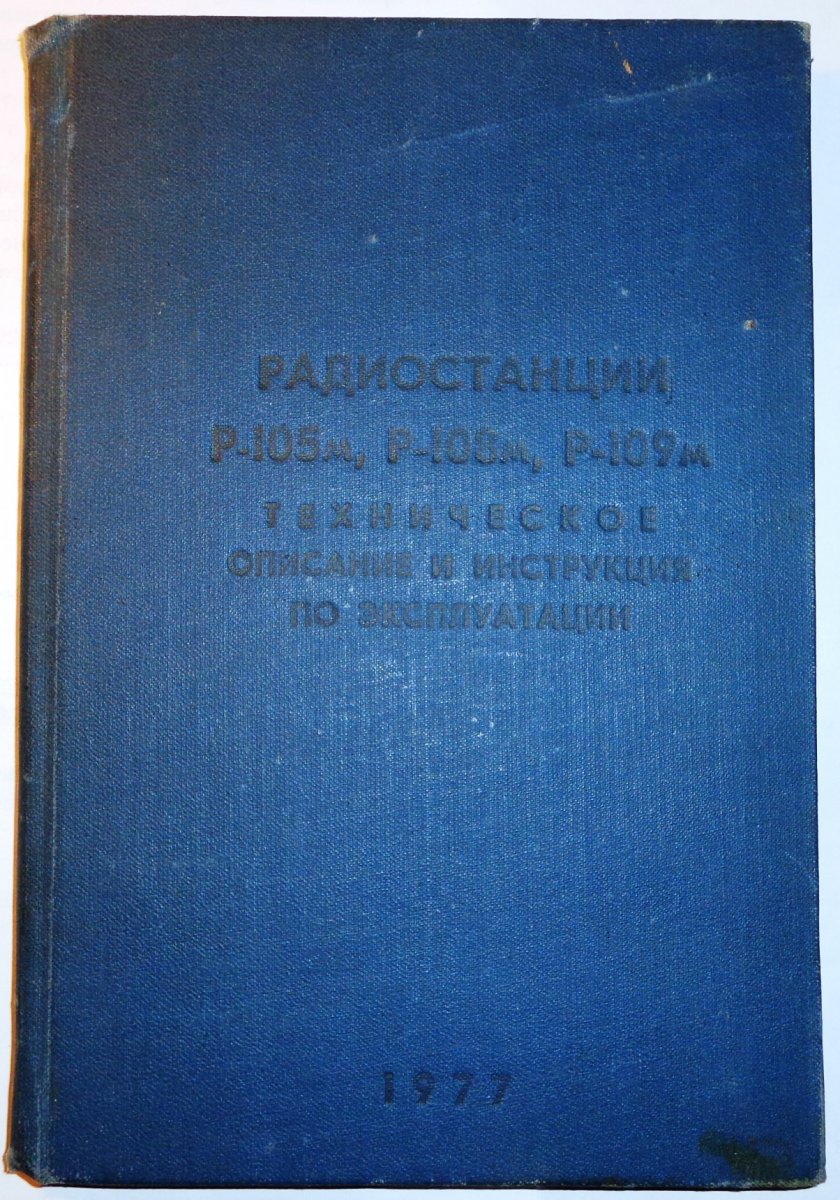 РАДИОСТАНЦИИ
Р-105м, Р-108м, Р-109м
ТЕХНИЧЕСКОЕ
ОПИСАНИЕ И ИНСТРУКЦИЯ
ПО ЭКСПЛУАТАЦИИ
1977